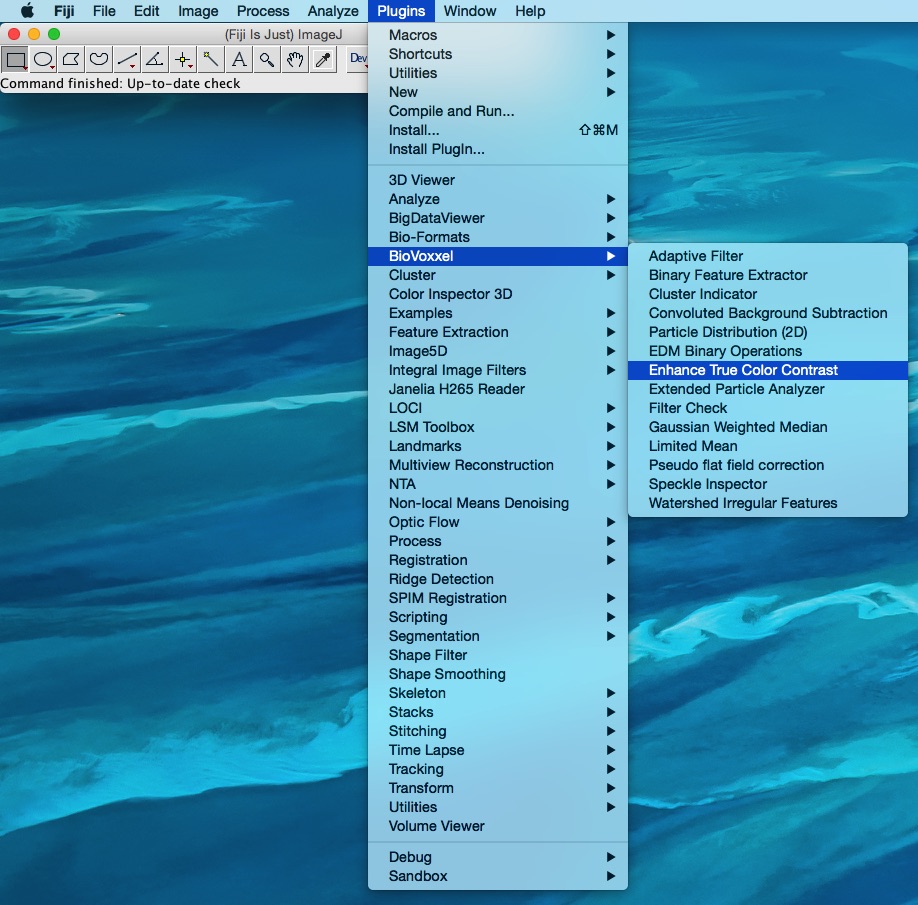 Fiji File Edit Image Process Analyze Plugins Window Help
(Fiji Is Just) ImageJ
A Dev
Command finished: Up-to-date check
Macros
Shortcuts
Utilities
New
Compile and Run...
Install... ⇧⌘M
Install PlugIn...
3D Viewer
Analyze
BigDataViewer
Bio-Formats
BioVoxxel
Cluster
Color Inspector 3D
Examples
Feature Extraction
Image5D
Integral Image Filters
Janelia H265 Reader
LOCI
LSM Toolbox
Landmarks
Multiview Reconstruction
NTA
Non-local Means Denoising
Optic Flow
Process
Registration
Ridge Detection
SPIM Registration
Scripting
Segmentation
Shape Filter
Shape Smoothing
Skeleton
Stacks
Stitching
Time Lapse
Tracking
Transform
Utilities
Volume Viewer
Debug
Sandbox
Adaptive Filter
Binary Feature Extractor
Cluster Indicator
Convoluted Background Subtraction
Particle Distribution (2D)
EDM Binary Operations
Enhance True Color Contrast
Extended Particle Analyzer
Filter Check
Gaussian Weighted Median
Limited Mean
Pseudo flat field correction
Speckle Inspector
Watershed Irregular Features